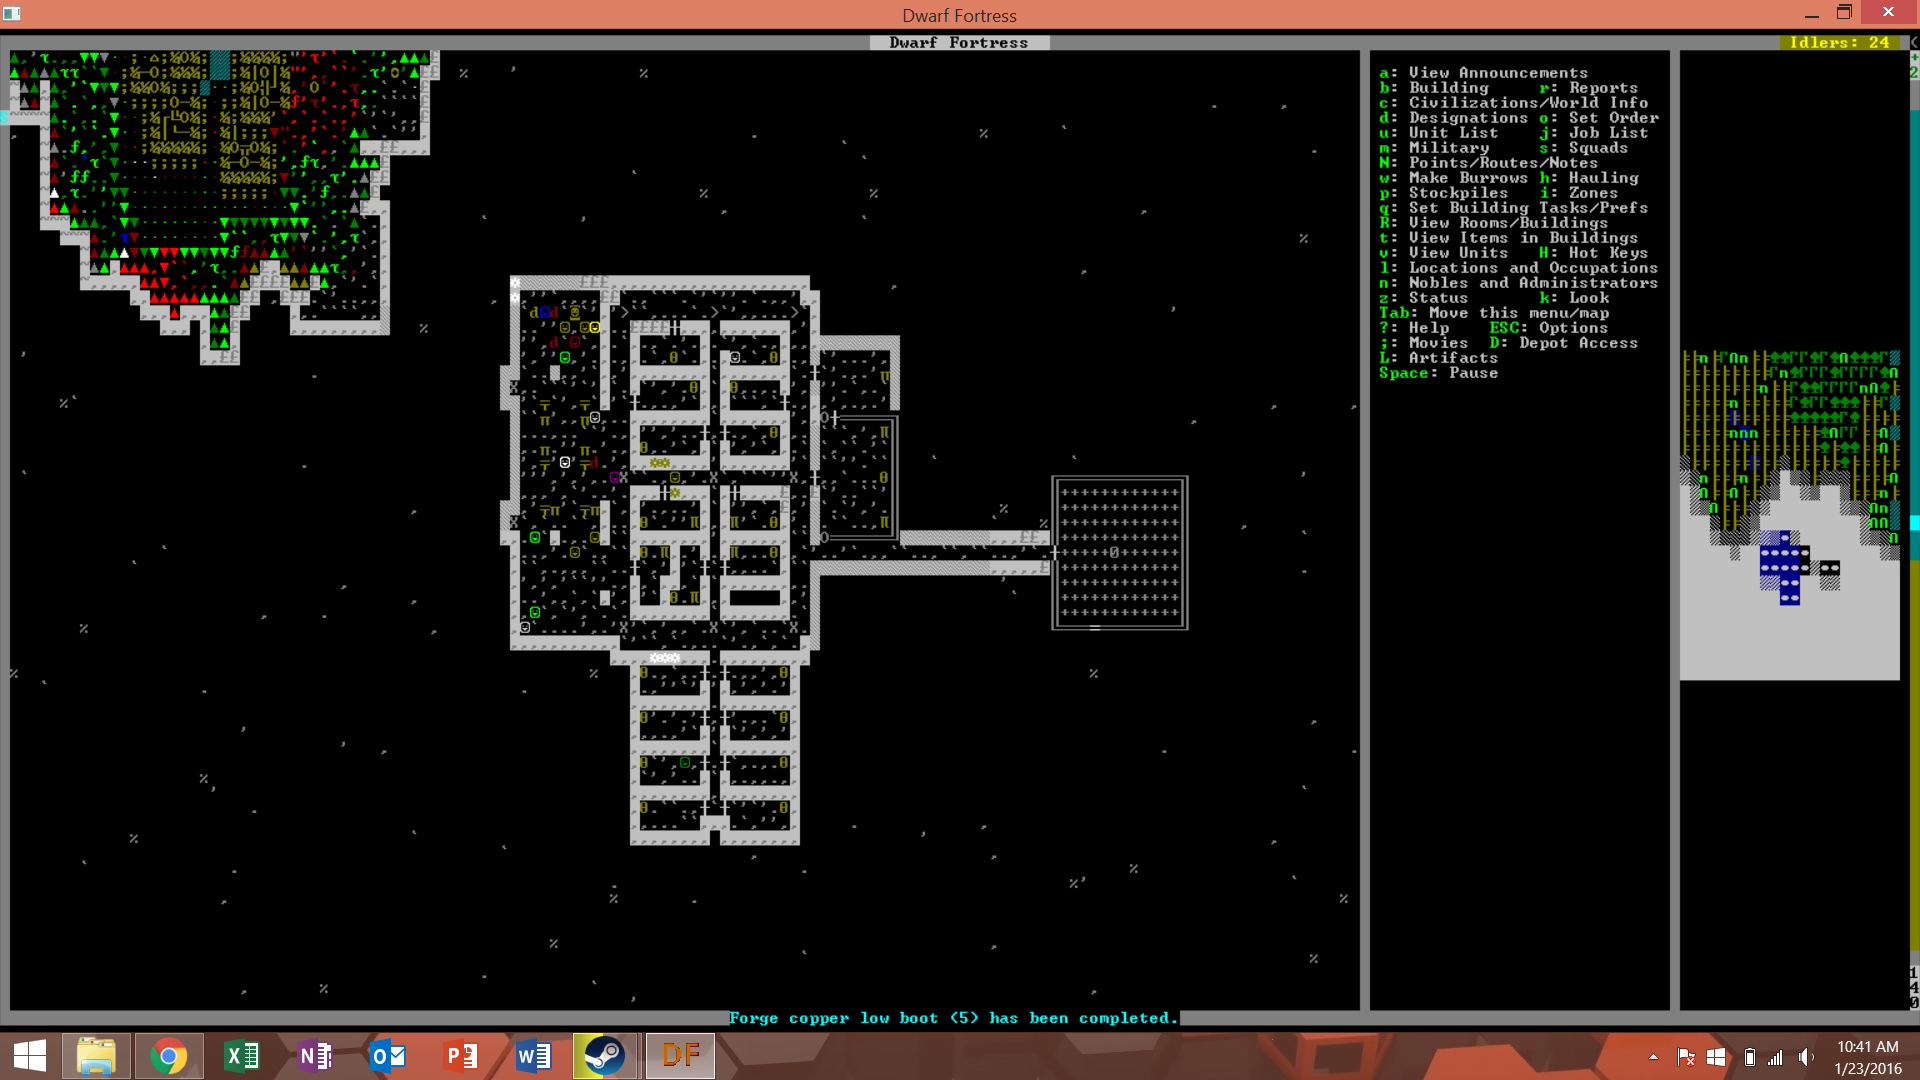 Dwarf Fortress
Dwarf Fortress
Idlers: 24
a: View Announcements
b: Building r: Reports
c: Civilizations/World Info
d: Designations o: Set Order
u: Unit List j: Job List
m: Military s: Squads
N: Points/Routes/Notes
w: Make Burrows h: Hauling
p: Stockpiles i: Zones
q: Set Building Tasks/Prefs
R: View Rooms/Buildings
t: View Items in Buildings
v: View Units H: Hot Keys
l: Locations and Occupations
n: Nobles and Administrators
z: Status k: Look
Tab: Move this menu/map
?: Help ESC: Options
;: Movies D: Depot Access
L: Artifacts
Space: Pause
Forge copper low boot (5) has been completed.
DF
10:41 AM
1/23/2016